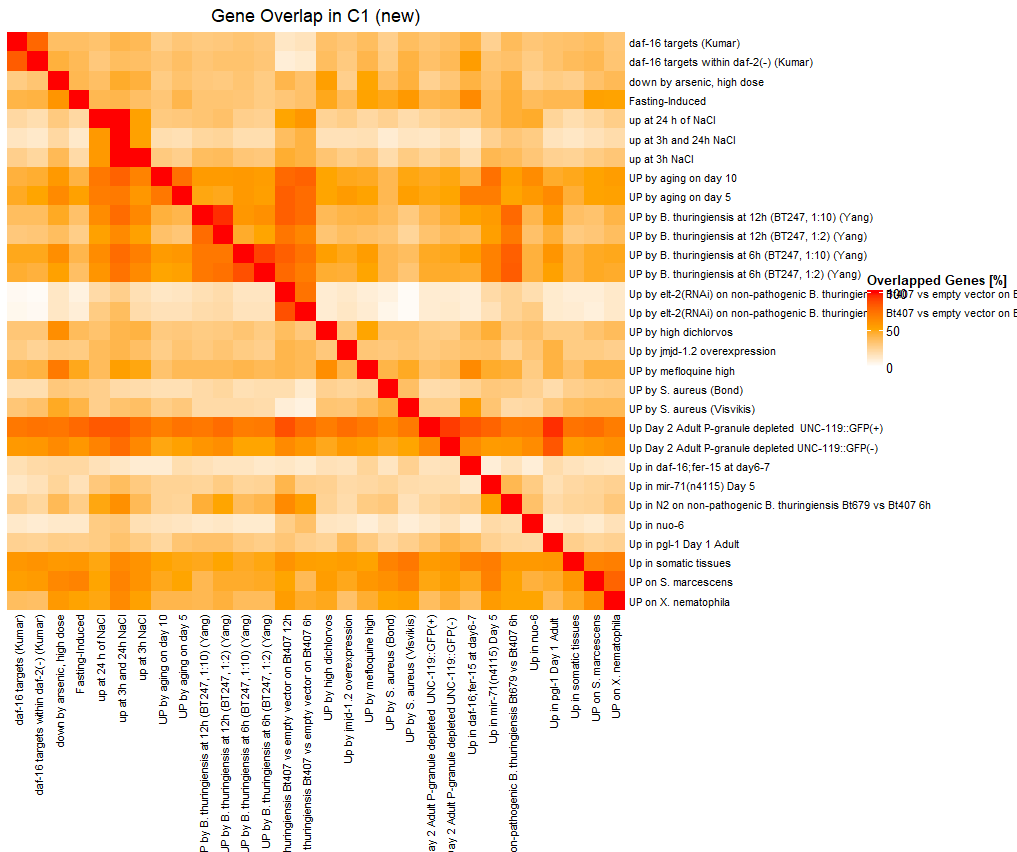 Gene Overlap in C1 (new)
daf-16 targets (Kumar)
daf-16 targets within daf-2(-) (Kumar)
down by arsenic, high dose
Fasting-Induced
up at 24 h of NaCl
up at 3h and 24h NaCl
up at 3h NaCl
UP by aging on day 10
UP by aging on day 5
UP by B. thuringiensis at 12h (BT247, 1:10) (Yang)
UP by B. thuringiensis at 12h (BT247, 1:2) (Yang)
UP by B. thuringiensis at 6h (BT247, 1:10) (Yang)
UP by B. thuringiensis at 6h (BT247, 1:2) (Yang)
Overlapped Genes [%]
Up by elt-2(RNAi) on non-pathogenic B. thuringien Bt407 vs empty vector on B
100
Up by elt-2(RNAi) on non-pathogenic B. thuringien Bt407 vs empty vector on B
50
0
UP by high dichlorvos
Up by jmjd-1.2 overexpression
UP by mefloquine high
UP by S. aureus (Bond)
UP by S. aureus (Visvikis)
Up Day 2 Adult P-granule depleted UNC-119::GFP(+)
Up Day 2 Adult P-granule depleted UNC-119::GFP(-)
Up in daf-16;fer-15 at day6-7
Up in mir-71(n4115) Day 5
Up in N2 on non-pathogenic B. thuringiensis Bt679 vs Bt407 6h
Up in nuo-6
Up in pgl-1 Day 1 Adult
Up in somatic tissues
UP on S. marcescens
UP on X. nematophila
daf-16 targets (Kumar)
daf-16 targets within daf-2(-) (Kumar)
down by arsenic, high dose
Fasting-Induced
up at 24 h of NaCl
up at 3h and 24h NaCl
up at 3h NaCl
UP by aging on day 10
UP by aging on day 5
P by B. thuringiensis at 12h (BT247, 1:10) (Yang)
UP by B. thuringiensis at 12h (BT247, 1:2) (Yang)
UP by B. thuringiensis at 6h (BT247, 1:10) (Yang)
UP by B. thuringiensis at 6h (BT247, 1:2) (Yang)
huringiensis Bt407 vs empty vector on Bt407 12h
thuringiensis Bt407 vs empty vector on Bt407 6h
UP by high dichlorvos
Up by jmjd-1.2 overexpression
UP by mefloquine high
UP by S. aureus (Bond)
UP by S. aureus (Visvikis)
ay 2 Adult P-granule depleted UNC-119::GFP(+)
Day 2 Adult P-granule depleted UNC-119::GFP(-)
Up in daf-16;fer-15 at day6-7
Up in mir-71(n4115) Day 5
on-pathogenic B. thuringiensis Bt679 vs Bt407 6h
Up in nuo-6
Up in pgl-1 Day 1 Adult
Up in somatic tissues
UP on S. marcescens
UP on X. nematophila